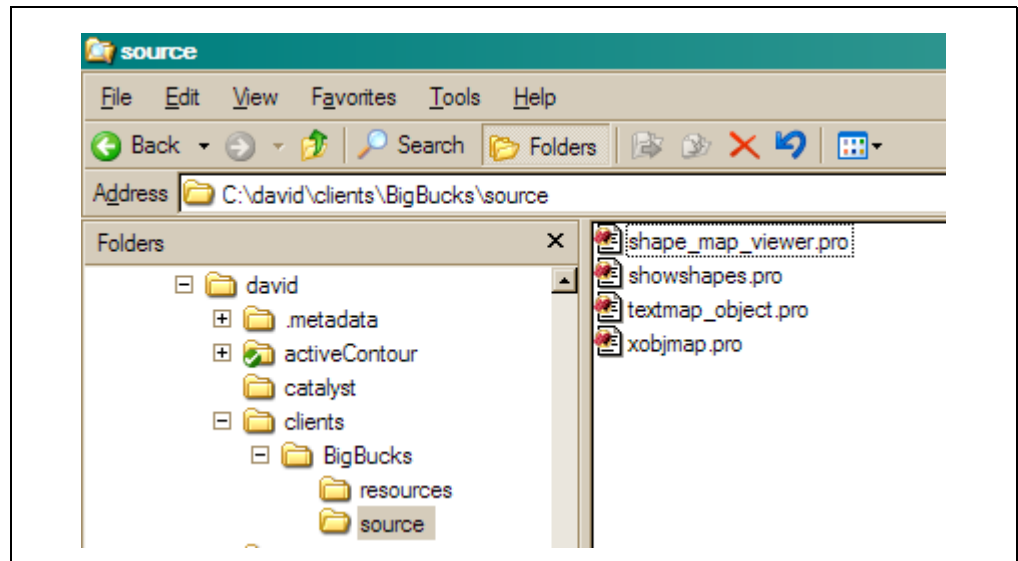 source
File Edit View Favorites Tools Help
Back Search Folders
Address C:\david\clients\BigBucks\source
Folders
david
.metadata
activeContour
catalyst
clients
BigBucks
resources
source
shape_map_viewer.pro
showshapes.pro
textmap_object.pro
xobjmap.pro